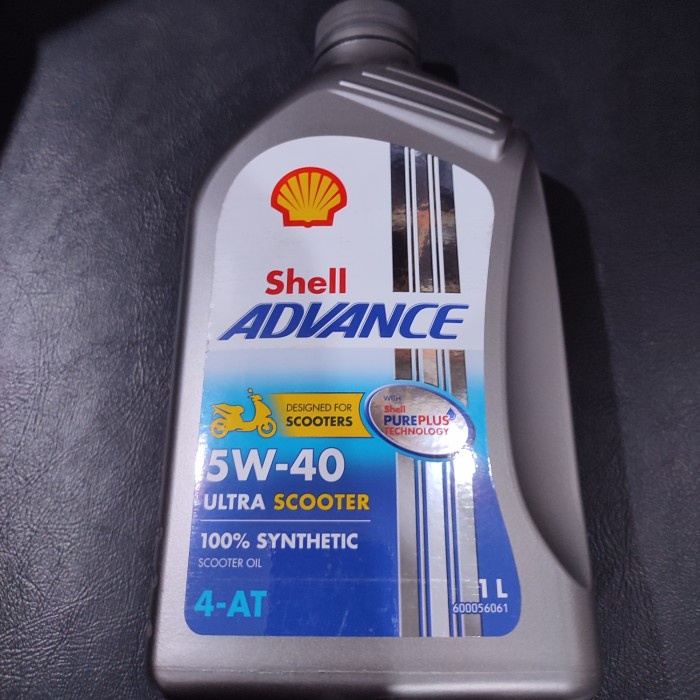 Shell
ADVANCE
DESIGNED FOR
SCOOTERS
WITH
Shell
PUREPLUS
TECHNOLOGY
5W-40
ULTRA SCOOTER
100% SYNTHETIC
SCOOTER OIL
4-AT
1 L
600056061